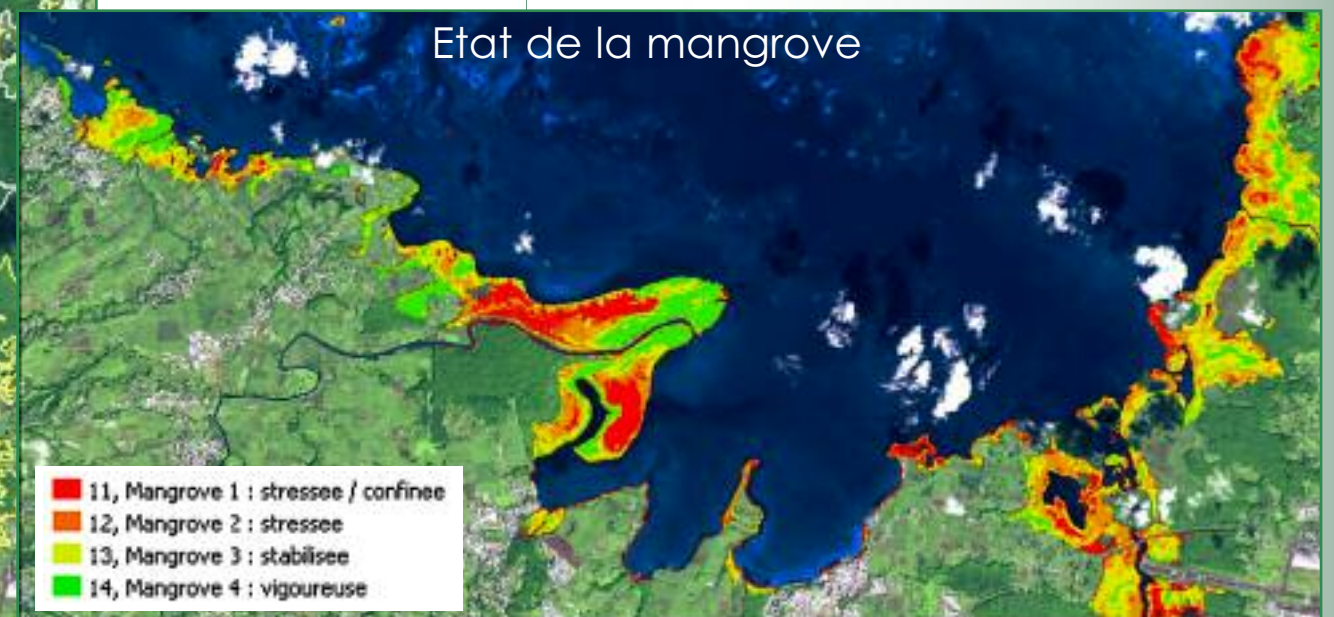 Etat de la mangrove
11, Mangrove 1 : stressee / confinee
12, Mangrove 2 : stressee
13, Mangrove 3 : stabilisee
14, Mangrove 4 : vigoureuse